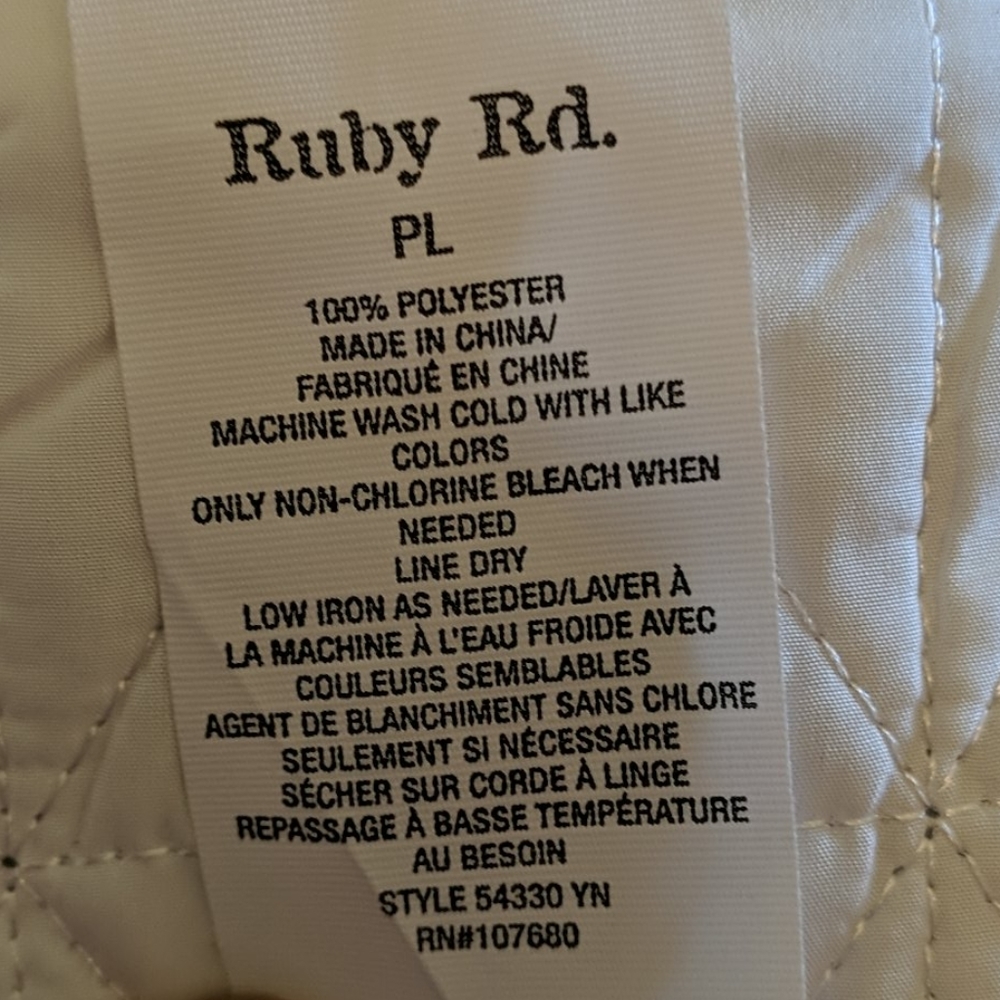 Ruby Rd.
PL
100% POLYESTER
MADE IN CHINA/
FABRIQUÉ EN CHINE
MACHINE WASH COLD WITH LIKE
COLORS
ONLY NON-CHLORINE BLEACH WHEN
NEEDED
LINE DRY
LOW IRON AS NEEDED/LAVER À
LA MACHINE À L'EAU FROIDE AVEC
COULEURS SEMBLABLES
AGENT DE BLANCHIMENT SANS CHLORE
SEULEMENT SI NÉCESSAIRE
SÉCHER SUR CORDE À LINGE
REPASSAGE À BASSE TEMPÉRATURE
AU BESOIN
STYLE 54330 YN
RN#107680